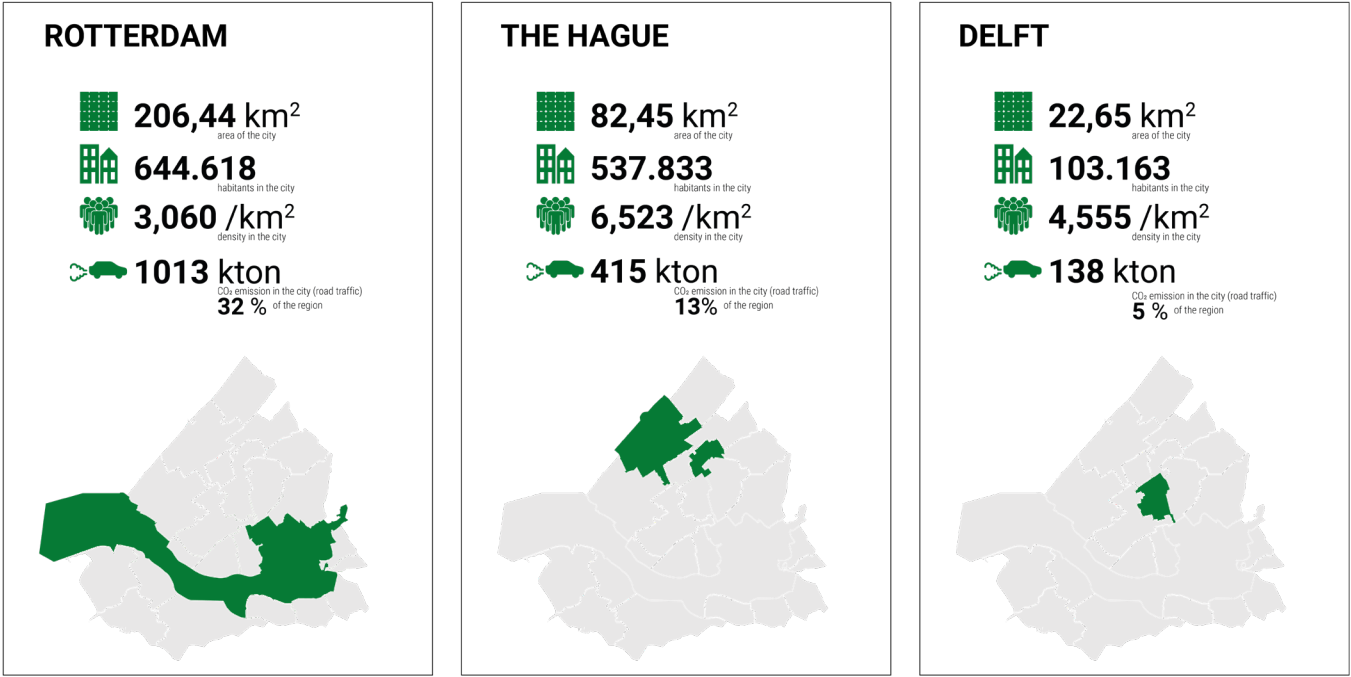 ROTTERDAM
206,44 km²
area of the city
644.618
habitants in the city
3,060 /km²
density in the city
1013 kton
CO₂ emission in the city (road traffic)
32 % of the region
THE HAGUE
82,45 km²
area of the city
537.833
habitants in the city
6,523 /km²
density in the city
415 kton
CO₂ emission in the city (road traffic)
13% of the region
DELFT
22,65 km²
area of the city
103.163
habitants in the city
4,555 /km²
density in the city
138 kton
CO₂ emission in the city (road traffic)
5 % of the region